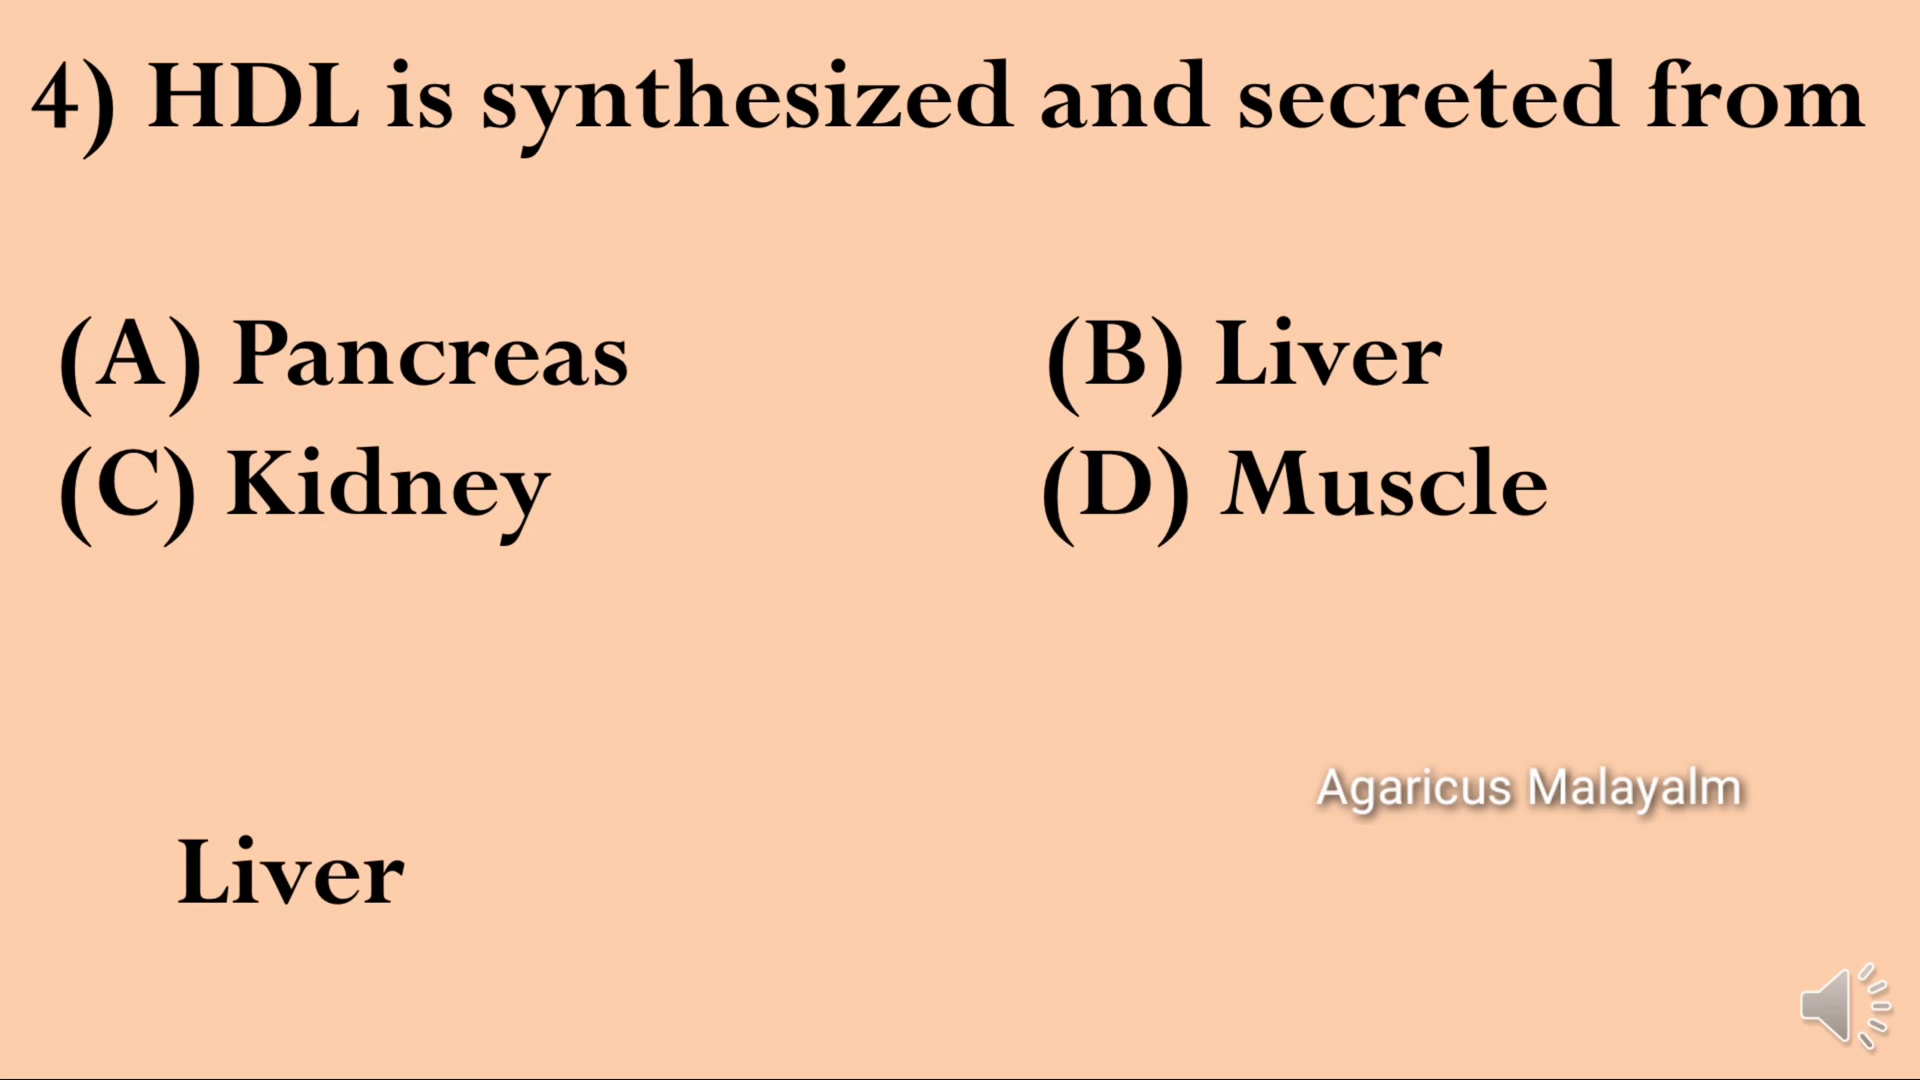 4) HDL is synthesized and secreted from
(A) Pancreas (B) Liver
(C) Kidney (D) Muscle
Agaricus Malayalm
Liver